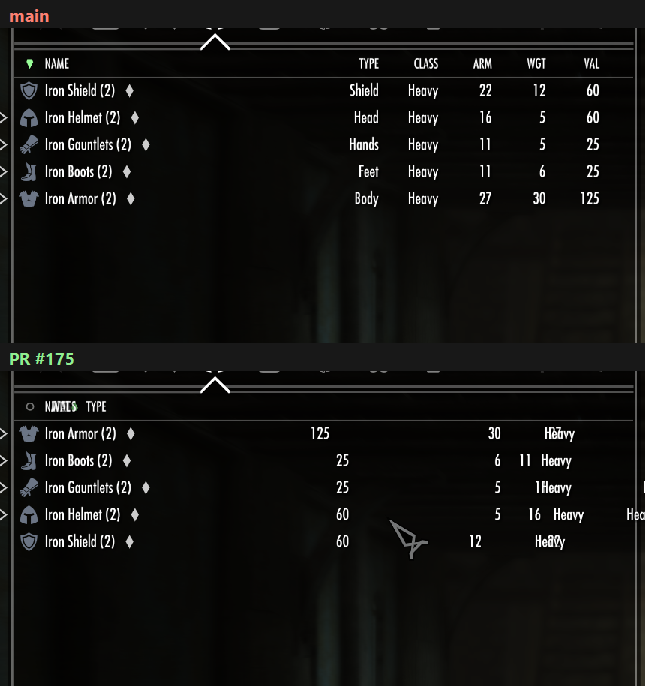 main
NAME TYPE CLASS ARM WGT VAL
Iron Shield (2) Shield Heavy 22 12 60
Iron Helmet (2) Head Heavy 16 5 60
Iron Gauntlets (2) Hands Heavy 11 5 25
Iron Boots (2) Feet Heavy 11 6 25
Iron Armor (2) Body Heavy 27 30 125
PR #175
TYPE
Iron Armor (2) 125 30 Heavy
Iron Boots (2) 25 6 11 Heavy
Iron Gauntlets (2) 25 5 Heavy
Iron Helmet (2) 60 5 16 Heavy Hea
Iron Shield (2) 60 12 Heavy